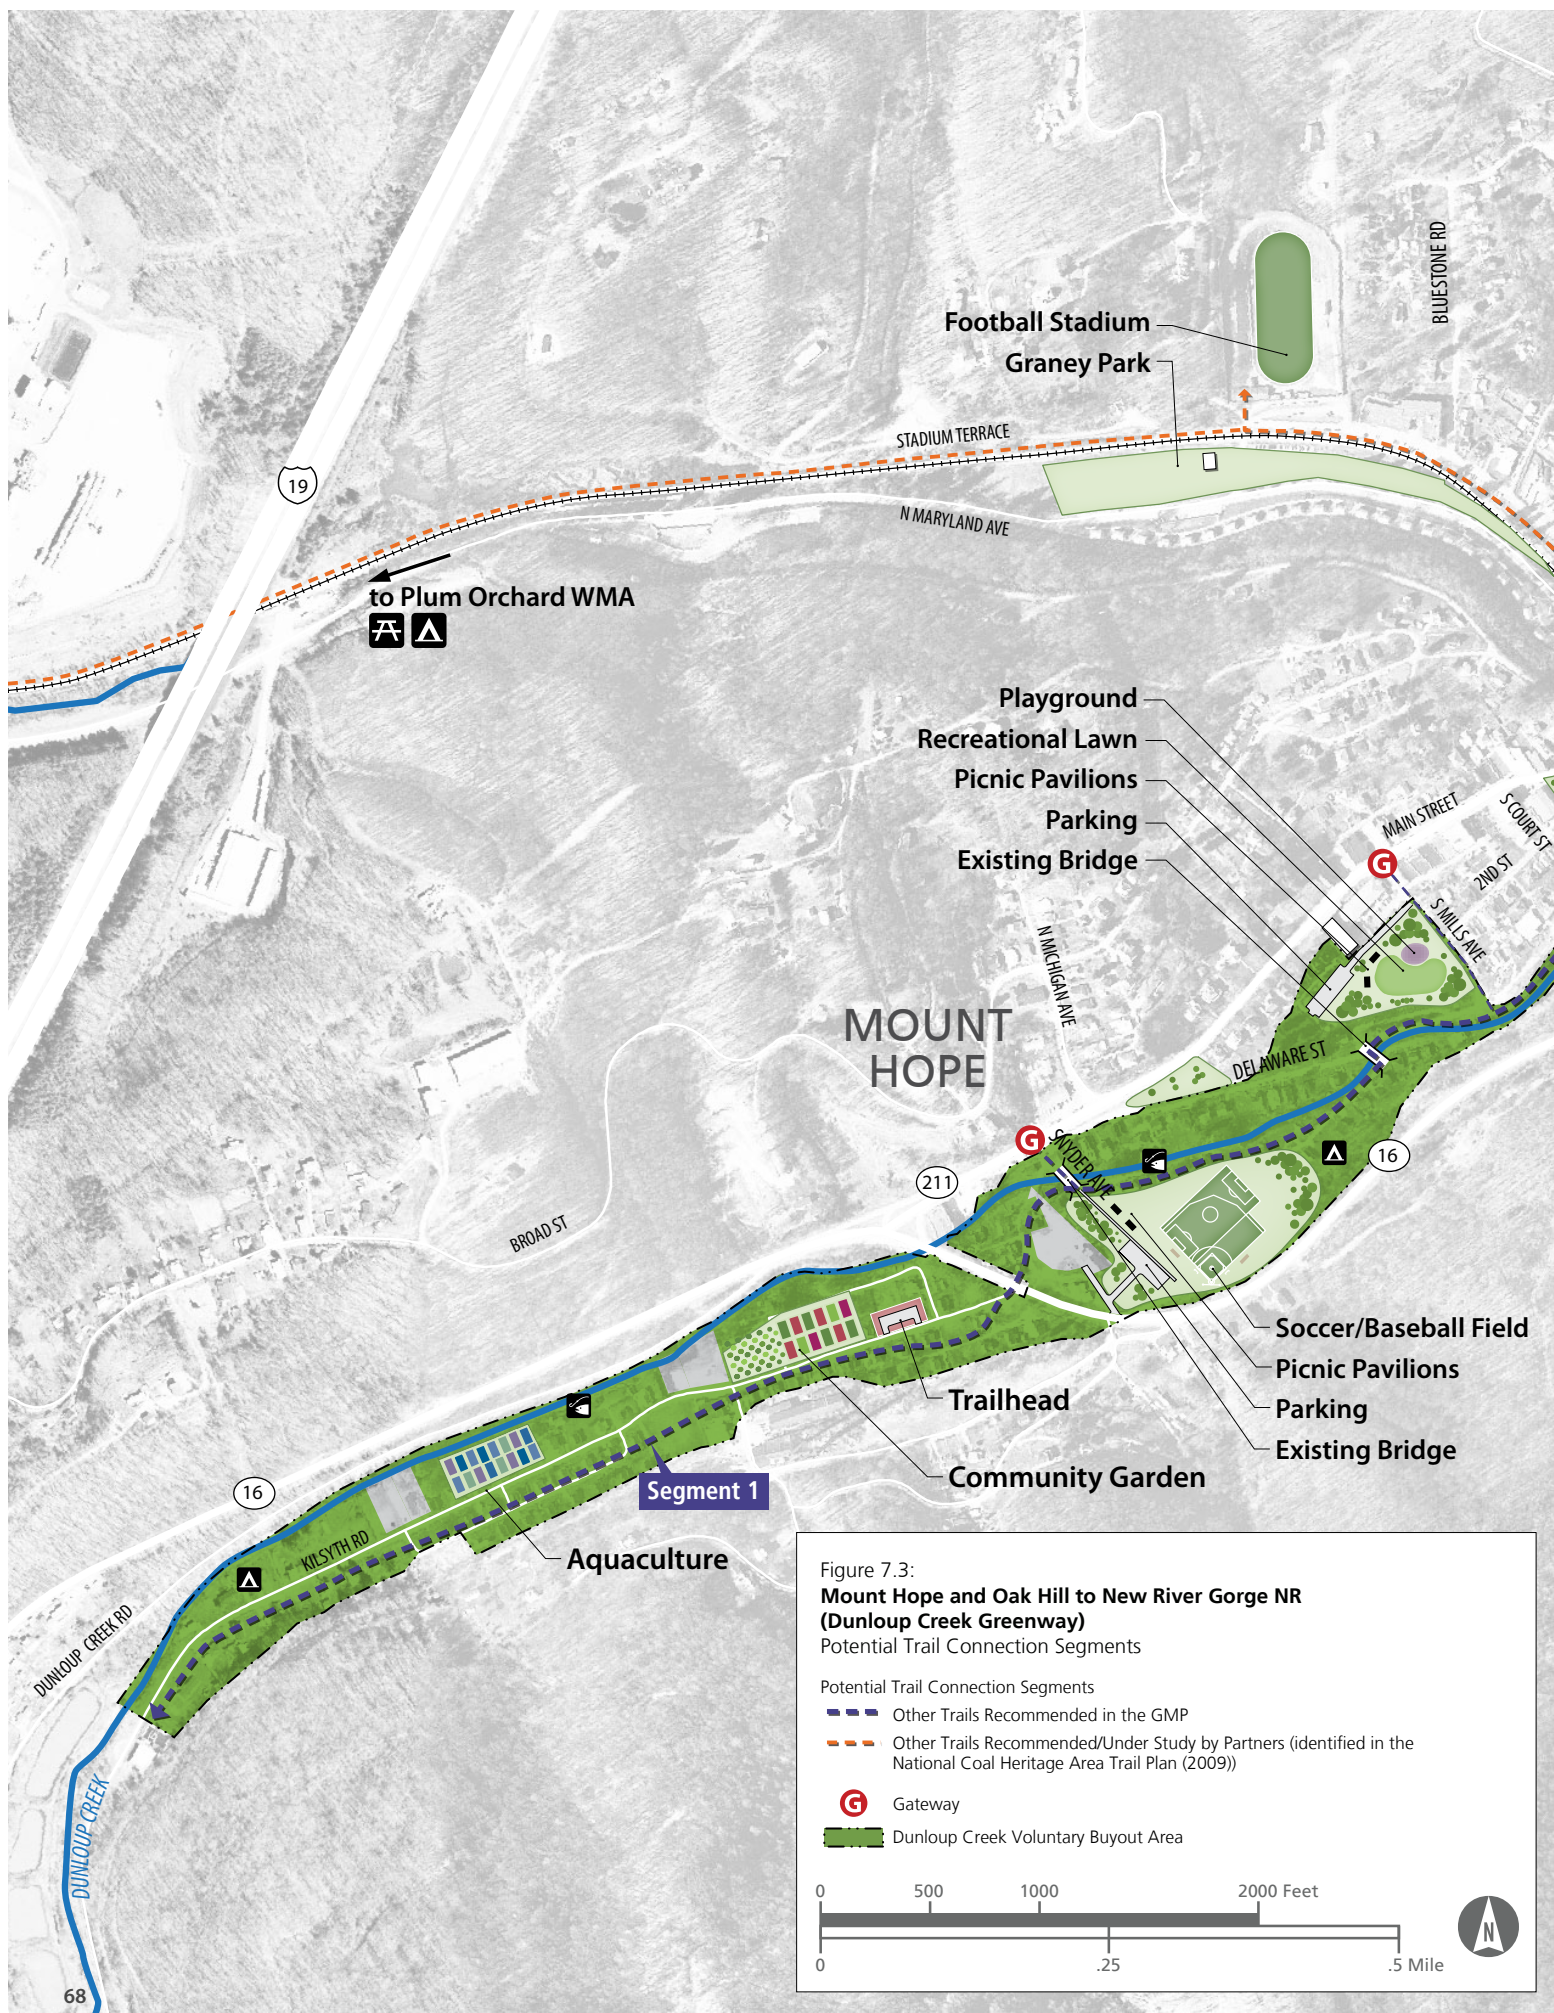 BLUESTONE RD
Football Stadium
Graney Park
STADIUM TERRACE
19
N MARYLAND AVE
to Plum Orchard WMA
Playground
Recreational Lawn
Picnic Pavilions
Parking
Existing Bridge
MAIN STREET
S COURT ST
2ND ST
G
S MILLS AVE
N MICHIGAN AVE
MOUNT
HOPE
DELAWARE ST
G
SNYDER AVE
16
211
BROAD ST
Soccer/Baseball Field
Picnic Pavilions
Parking
Existing Bridge
Trailhead
Community Garden
Segment 1
16
KILSYTH RD
Aquaculture
DUNLOUP CREEK RD
DUNLOUP CREEK
Figure 7.3:
Mount Hope and Oak Hill to New River Gorge NR
(Dunloup Creek Greenway)
Potential Trail Connection Segments
Potential Trail Connection Segments
Other Trails Recommended in the GMP
Other Trails Recommended/Under Study by Partners (identified in the
National Coal Heritage Area Trail Plan (2009))
G Gateway
Dunloup Creek Voluntary Buyout Area
0 500 1000 2000 Feet
0 .25 .5 Mile
N
68